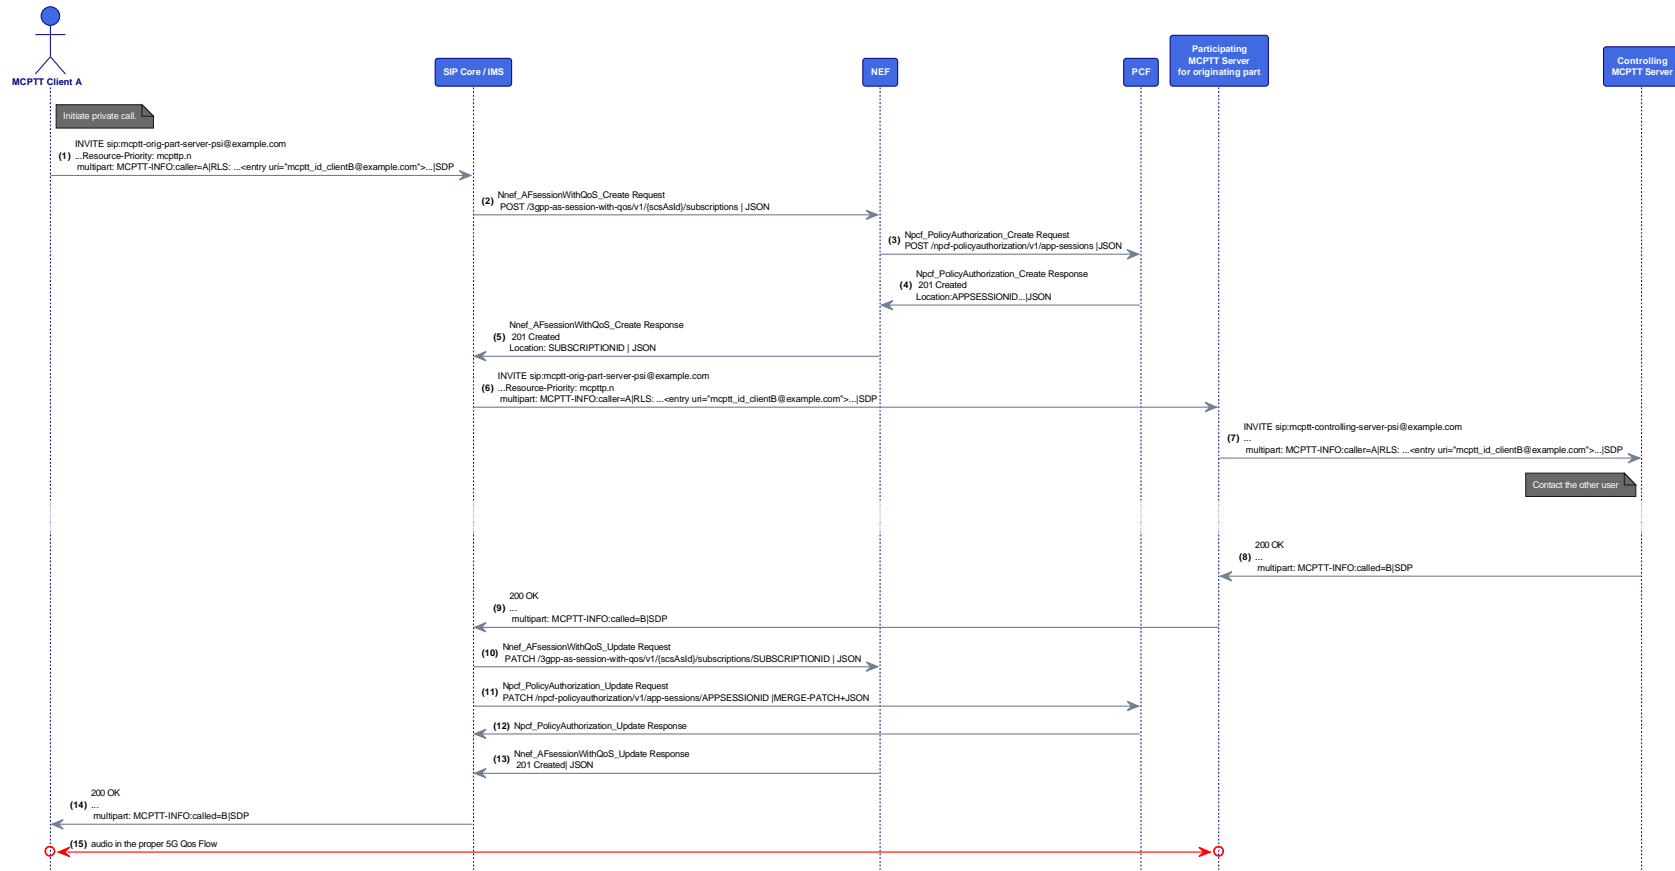 MCPTT Client A
SIP Core / IMS
NEF
PCF
Participating
MCPTT Server
for originating part
Controlling
MCPTT Server
Initiate private call.
INVITE sip:mcptt-orig-part-server-psi@example.com
(1) ...Resource-Priority: mcpttp.n
multipart: MCPTT-INFO:caller=A|RLS: ...<entry uri="mcptt_id_clientB@example.com">...|SDP
Nnef_AFsessionWithQoS_Create Request
(2) POST /3gpp-as-session-with-qos/v1/{scsAsId}/subscriptions | JSON
Npcf_PolicyAuthorization_Create Request
(3) POST /npcf-policyauthorization/v1/app-sessions |JSON
Npcf_PolicyAuthorization_Create Response
(4) 201 Created
Location:APPSESSIONID...|JSON
Nnef_AFsessionWithQoS_Create Response
(5) 201 Created
Location: SUBSCRIPTIONID | JSON
INVITE sip:mcptt-orig-part-server-psi@example.com
(6) ...Resource-Priority: mcpttp.n
multipart: MCPTT-INFO:caller=A|RLS: ...<entry uri="mcptt_id_clientB@example.com">...|SDP
INVITE sip:mcptt-controlling-server-psi@example.com
(7) ...
multipart: MCPTT-INFO:caller=A|RLS: ...<entry uri="mcptt_id_clientB@example.com">...|SDP
Contact the other user
200 OK
(8) ...
multipart: MCPTT-INFO:called=B|SDP
200 OK
(9) ...
multipart: MCPTT-INFO:called=B|SDP
Nnef_AFsessionWithQoS_Update Request
(10) PATCH /3gpp-as-session-with-qos/v1/{scsAsId}/subscriptions/SUBSCRIPTIONID | JSON
Npcf_PolicyAuthorization_Update Request
(11) PATCH /npcf-policyauthorization/v1/app-sessions/APPSESSIONID |MERGE-PATCH+JSON
(12) Npcf_PolicyAuthorization_Update Response
Nnef_AFsessionWithQoS_Update Response
(13) 201 Created| JSON
200 OK
(14) ...
multipart: MCPTT-INFO:called=B|SDP
(15) audio in the proper 5G Qos Flow